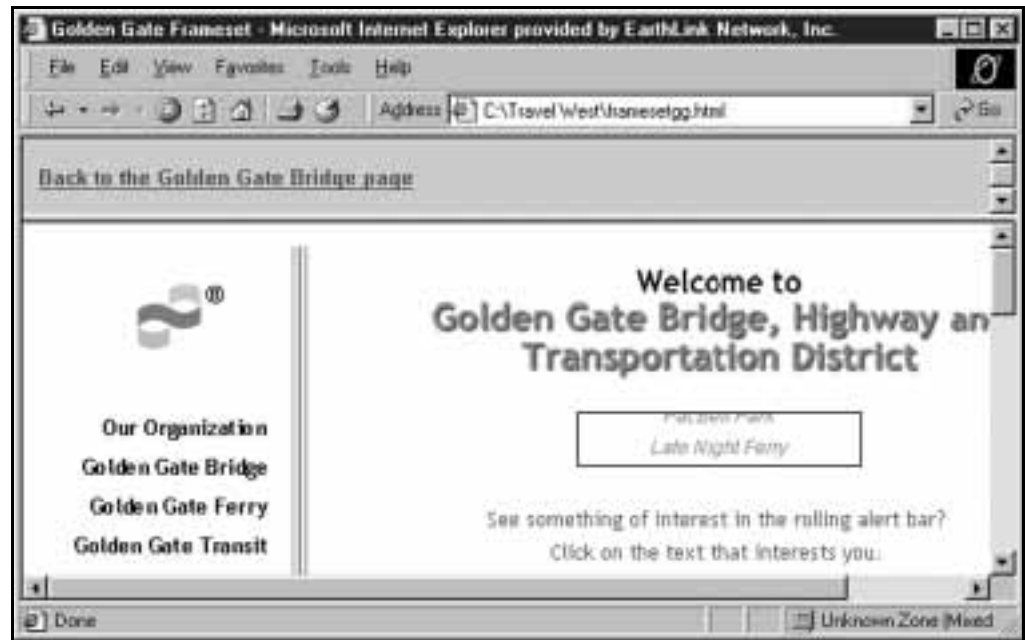 Golden Gate Frameset - Microsoft Internet Explorer provided by EarthLink Network, Inc.
File Edit View Favorites Tools Help
Address C:\Travel West\framesetgg.html Go
Back to the Golden Gate Bridge page
®
Welcome to
Golden Gate Bridge, Highway an
Transportation District
PacBell Park
Late Night Ferry
Our Organization
Golden Gate Bridge
Golden Gate Ferry
Golden Gate Transit
See something of interest in the rolling alert bar?
Click on the text that interests you.
Done
Unknown Zone (Mixed